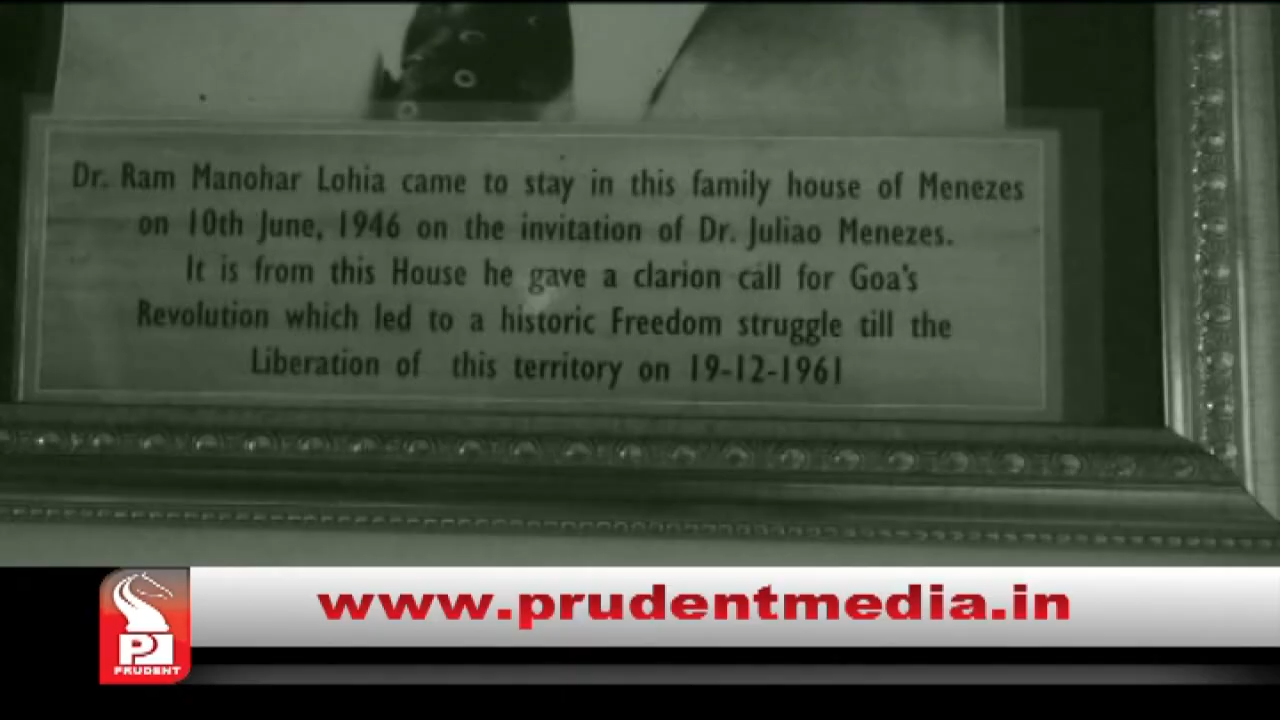 Dr. Ram Manohar Lohia came to stay in this family house of Menezes
on 10th June, 1946 on the invitation of Dr. Juliao Menezes.
It is from this House he gave a clarion call for Goa's
Revolution which led to a historic Freedom struggle till the
Liberation of this territory on 19-12-1961
www.prudentmedia.in
P
PRUDENT